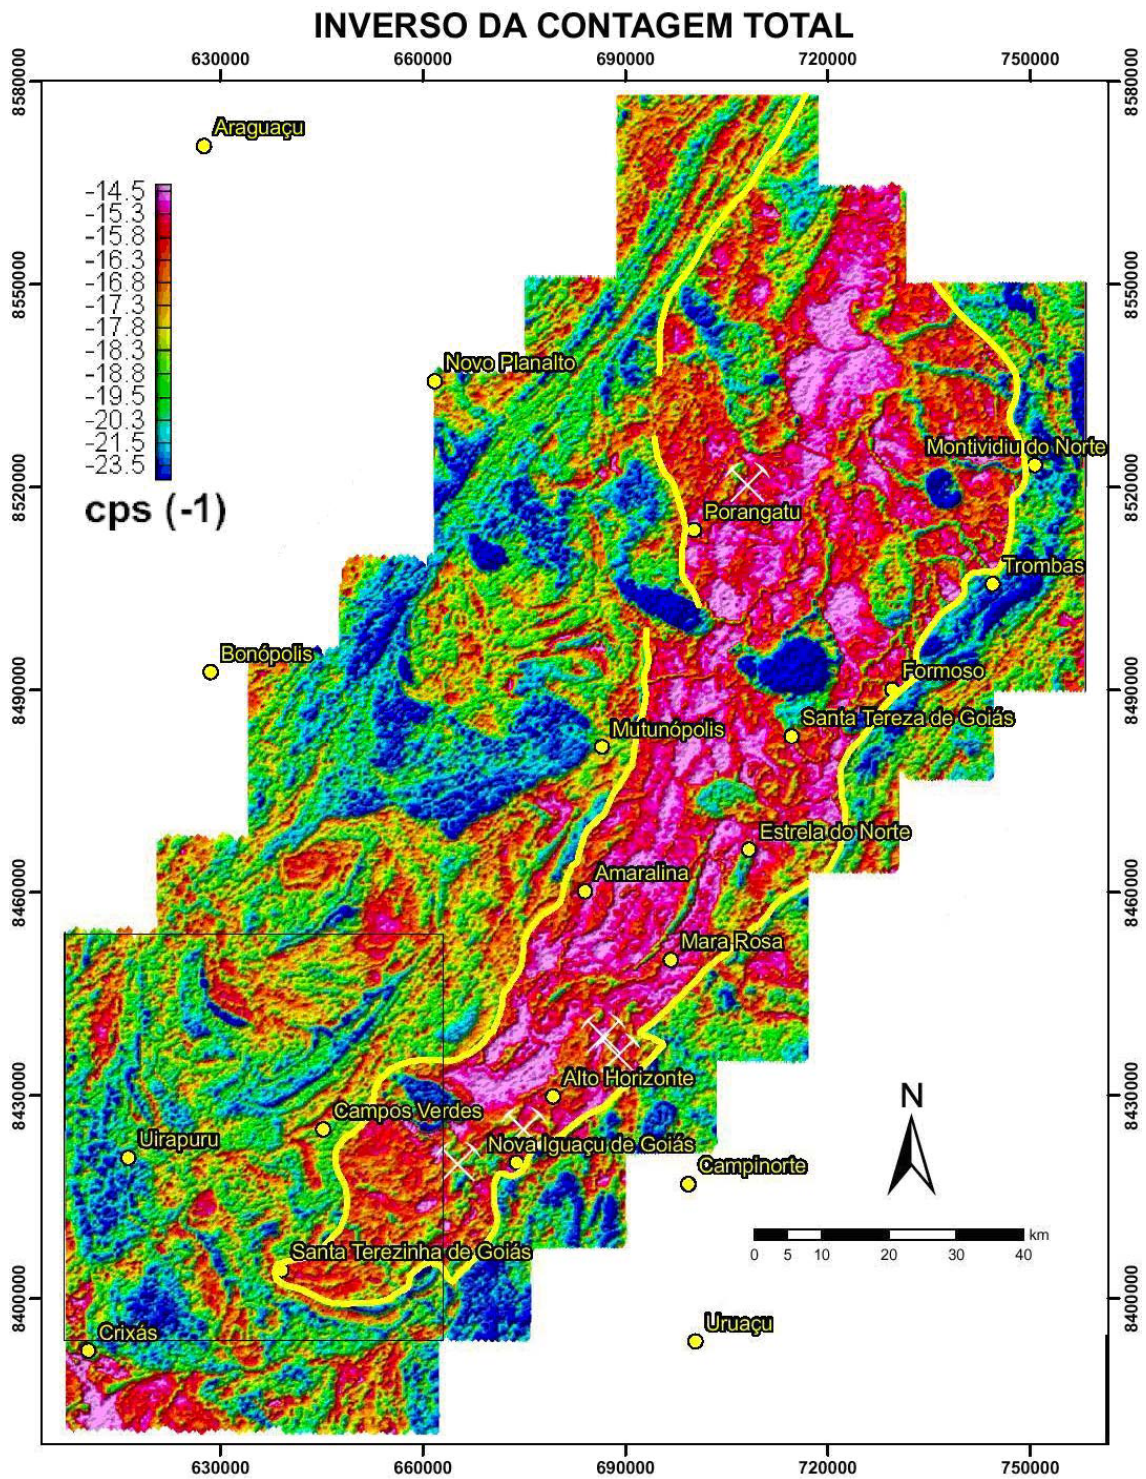 INVERSO DA CONTAGEM TOTAL
630000
660000
690000
720000
750000
8580000
8580000
Araguaçu
-14.5
-15.3
-15.8
-16.3
-16.8
-17.3
-17.8
-18.3
-18.8
-19.5
-20.3
-21.5
-23.5
cps (-1)
8550000
8550000
Novo Planalto
Montividiu do Norte
8520000
8520000
Porangatu
Trombas
Bonópolis
Formoso
8490000
8490000
Santa Tereza de Goiás
Mutunópolis
Estrela do Norte
Amaralina
8460000
8460000
Mara Rosa
Alto Horizonte
8430000
8430000
N
Campos Verdes
Uirapuru
Nova Iguaçu de Goiás
Campinorte
km
0 5 10 20 30 40
Santa Terezinha de Goiás
8400000
8400000
Uruaçu
Crixás
630000
660000
690000
720000
750000